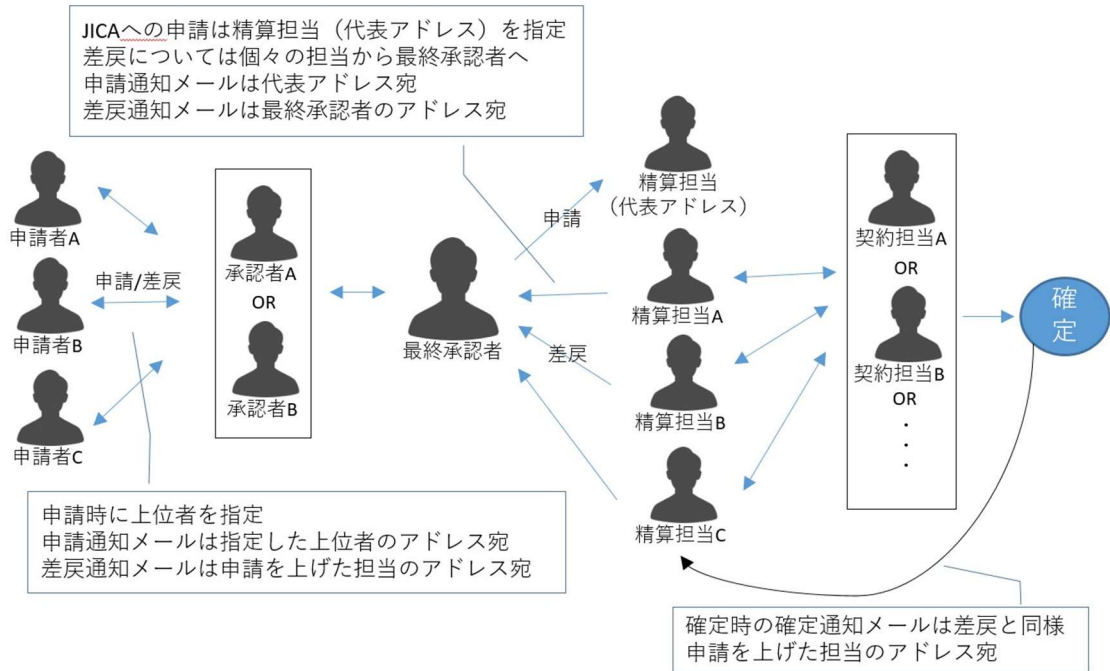 JICAへの申請は精算担当（代表アドレス）を指定
差戻については個々の担当から最終承認者へ
申請通知メールは代表アドレス宛
差戻通知メールは最終承認者のアドレス宛
申請者A
申請者B
申請者C
申請/差戻
承認者A
OR
承認者B
最終承認者
申請
差戻
精算担当
（代表アドレス）
精算担当A
精算担当B
精算担当C
契約担当A
OR
契約担当B
OR
・
・
・
確
定
申請時に上位者を指定
申請通知メールは指定した上位者のアドレス宛
差戻通知メールは申請を上げた担当のアドレス宛
確定時の確定通知メールは差戻と同様
申請を上げた担当のアドレス宛